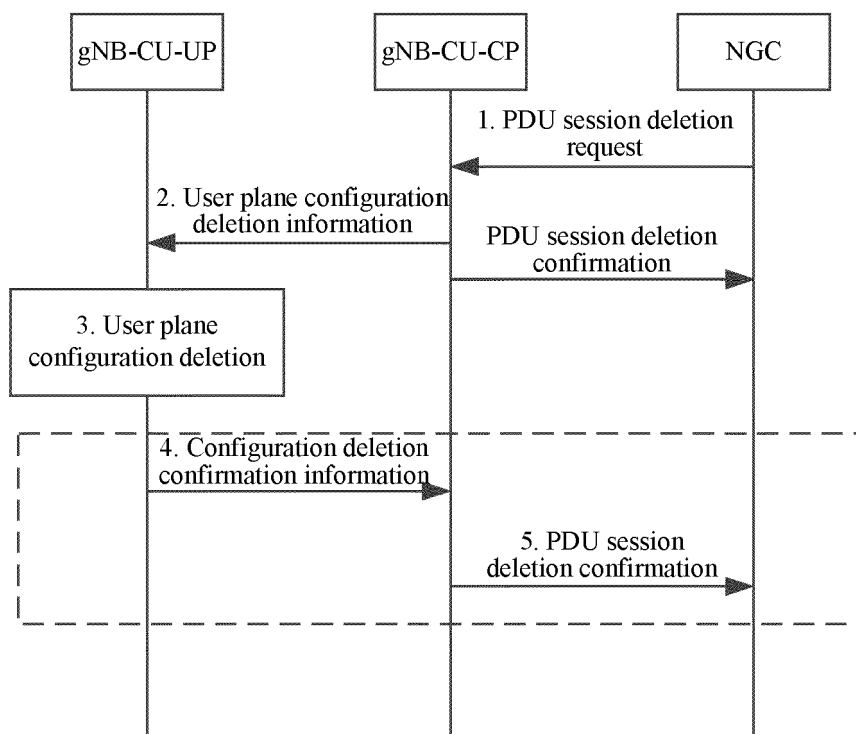 gNB-CU-UP
gNB-CU-CP
NGC
1. PDU session deletion
request
2. User plane configuration
deletion information
PDU session deletion
confirmation
3. User plane
configuration deletion
4. Configuration deletion
confirmation information
5. PDU session
deletion confirmation